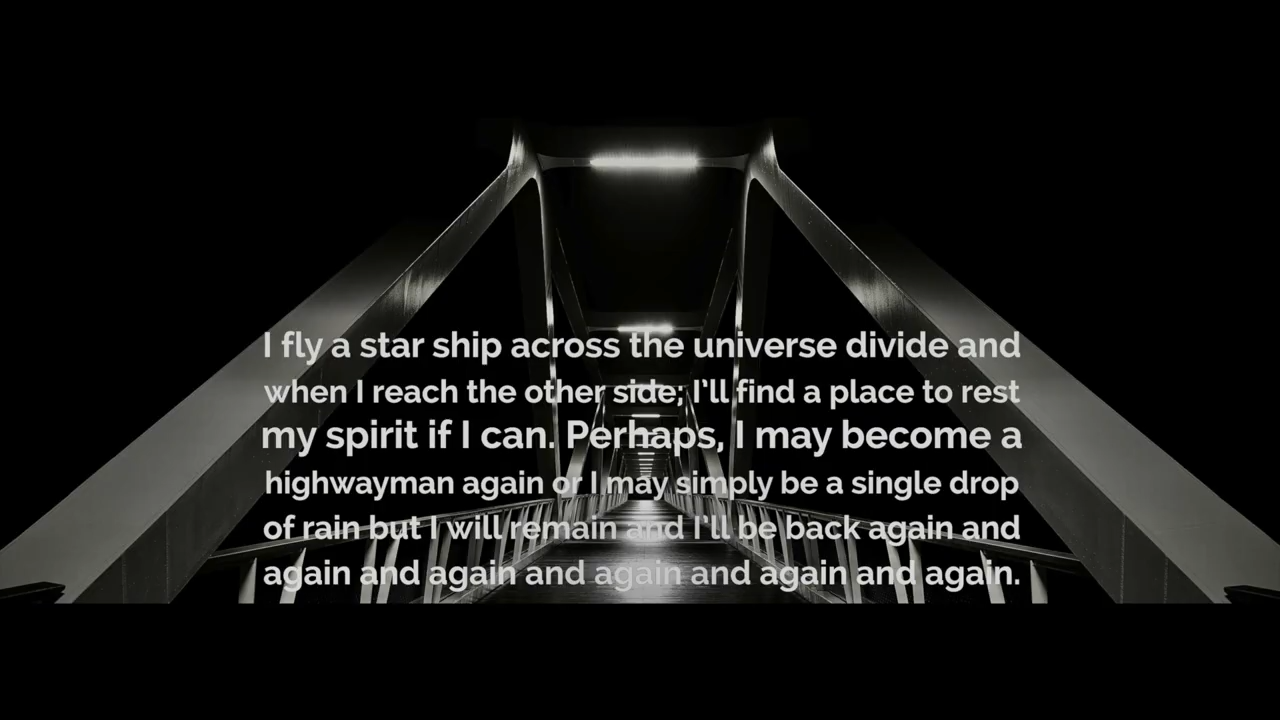 I fly a star ship across the universe divide and
when I reach the other side; I'll find a place to rest
my spirit if I can. Perhaps, I may become a
highwayman again or I may simply be a single drop
of rain but I will remain and I'll be back again and
again and again and again and again and again.